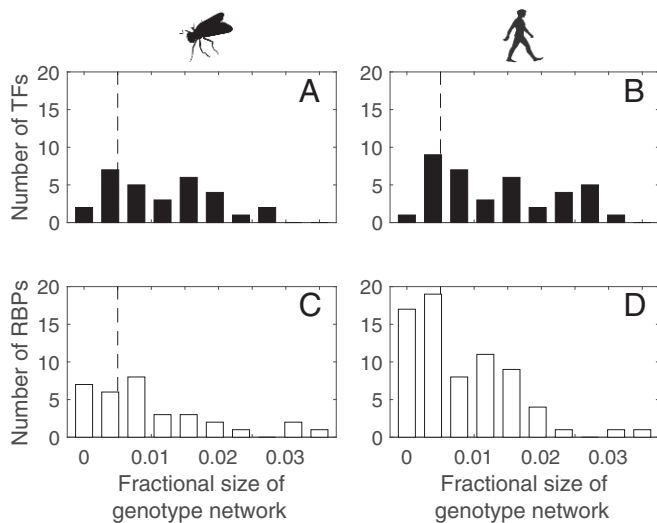 A
B
Number of TFs
20
15
10
5
0
20
15
10
5
0
C
D
Number of RBPs
20
15
10
5
0
20
15
10
5
0
0 0.01 0.02 0.03
0 0.01 0.02 0.03
Fractional size of
genotype network
Fractional size of
genotype network